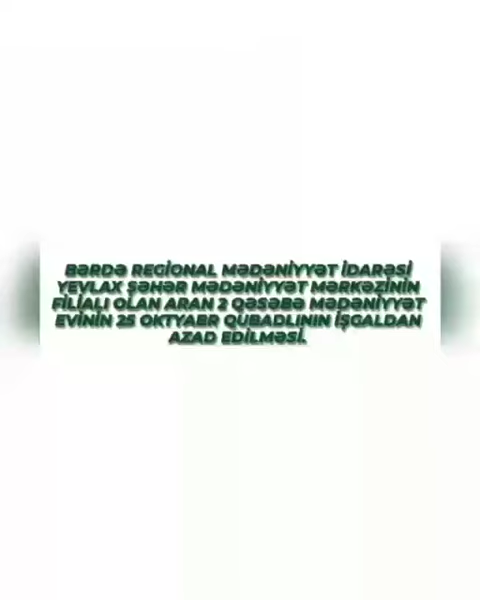 BƏRDƏ REGİONAL MƏDƏNİYYƏT İDARƏSİ
YEVLAX ŞƏHƏR MƏDƏNİYYƏT MƏRKƏZİNİN
FİLİALI OLAN ARAN 2 QƏSƏBƏ MƏDƏNİYYƏT
EVİNİN 25 OKTYABR QUBADLININ İŞGALDAN
AZAD EDİLMƏSİ.